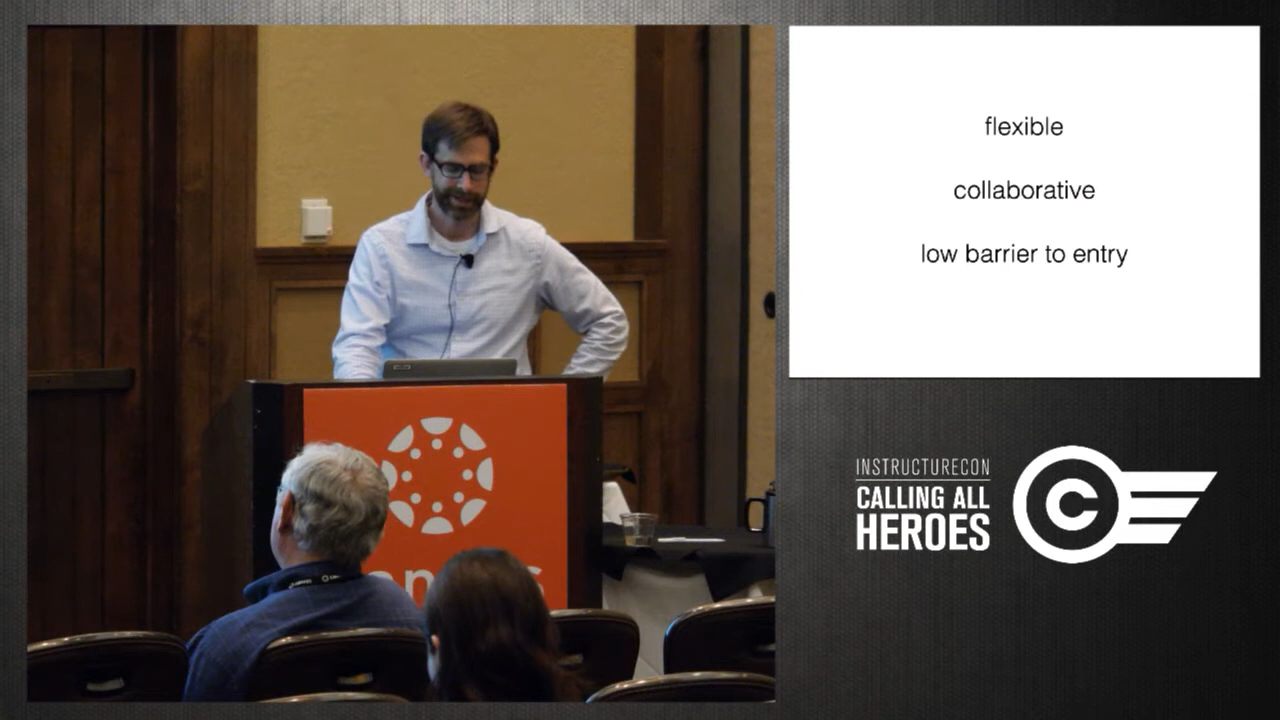 flexible
collaborative
low barrier to entry
INSTRUCTURECON
CALLING ALL
HEROES